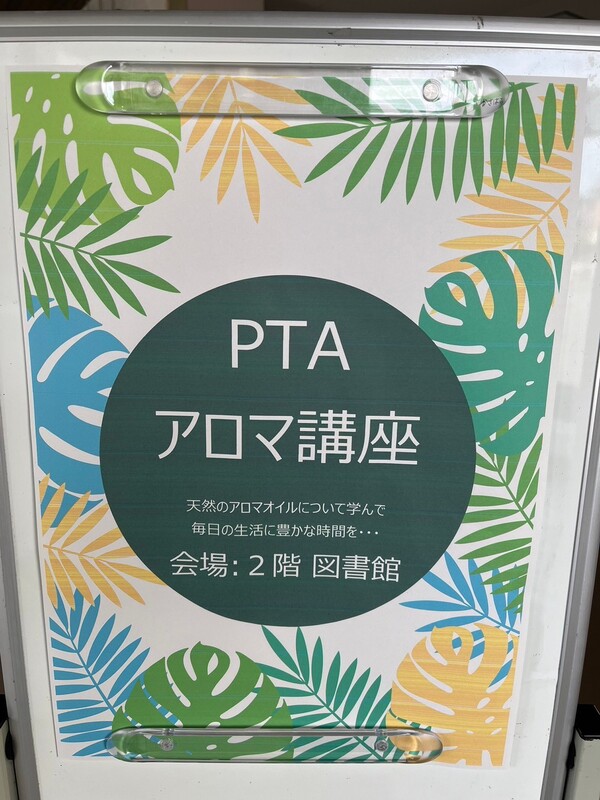 PTA
アロマ講座
天然のアロマオイルについて学んで
毎日の生活に豊かな時間を・・・
会場:２階 図書館